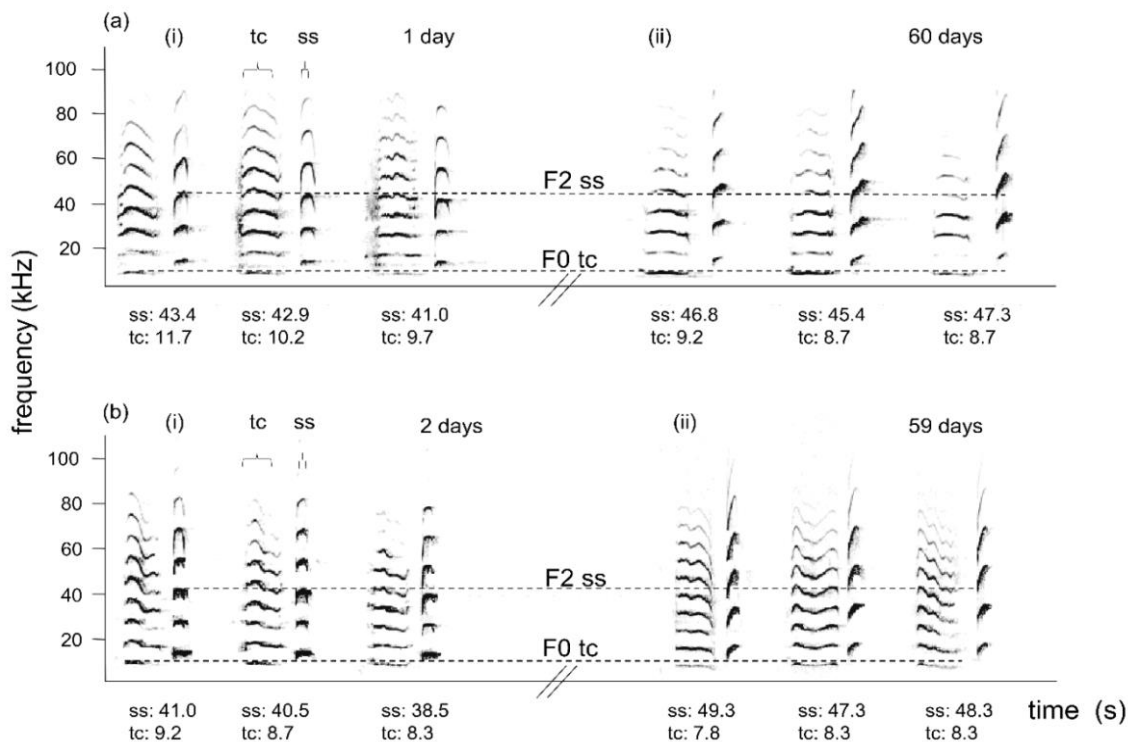 (a)
(i) tc ss 1 day (ii) 60 days
100
80
60
F2 ss
40
20
F0 tc
ss: 43.4 ss: 42.9 ss: 41.0 ss: 46.8 ss: 45.4 ss: 47.3
tc: 11.7 tc: 10.2 tc: 9.7 tc: 9.2 tc: 8.7 tc: 8.7
frequency (kHz)
(b)
(i) tc ss 2 days (ii) 59 days
100
80
60
F2 ss
40
20
F0 tc
ss: 41.0 ss: 40.5 ss: 38.5 ss: 49.3 ss: 47.3 ss: 48.3 time (s)
tc: 9.2 tc: 8.7 tc: 8.3 tc: 7.8 tc: 8.3 tc: 8.3